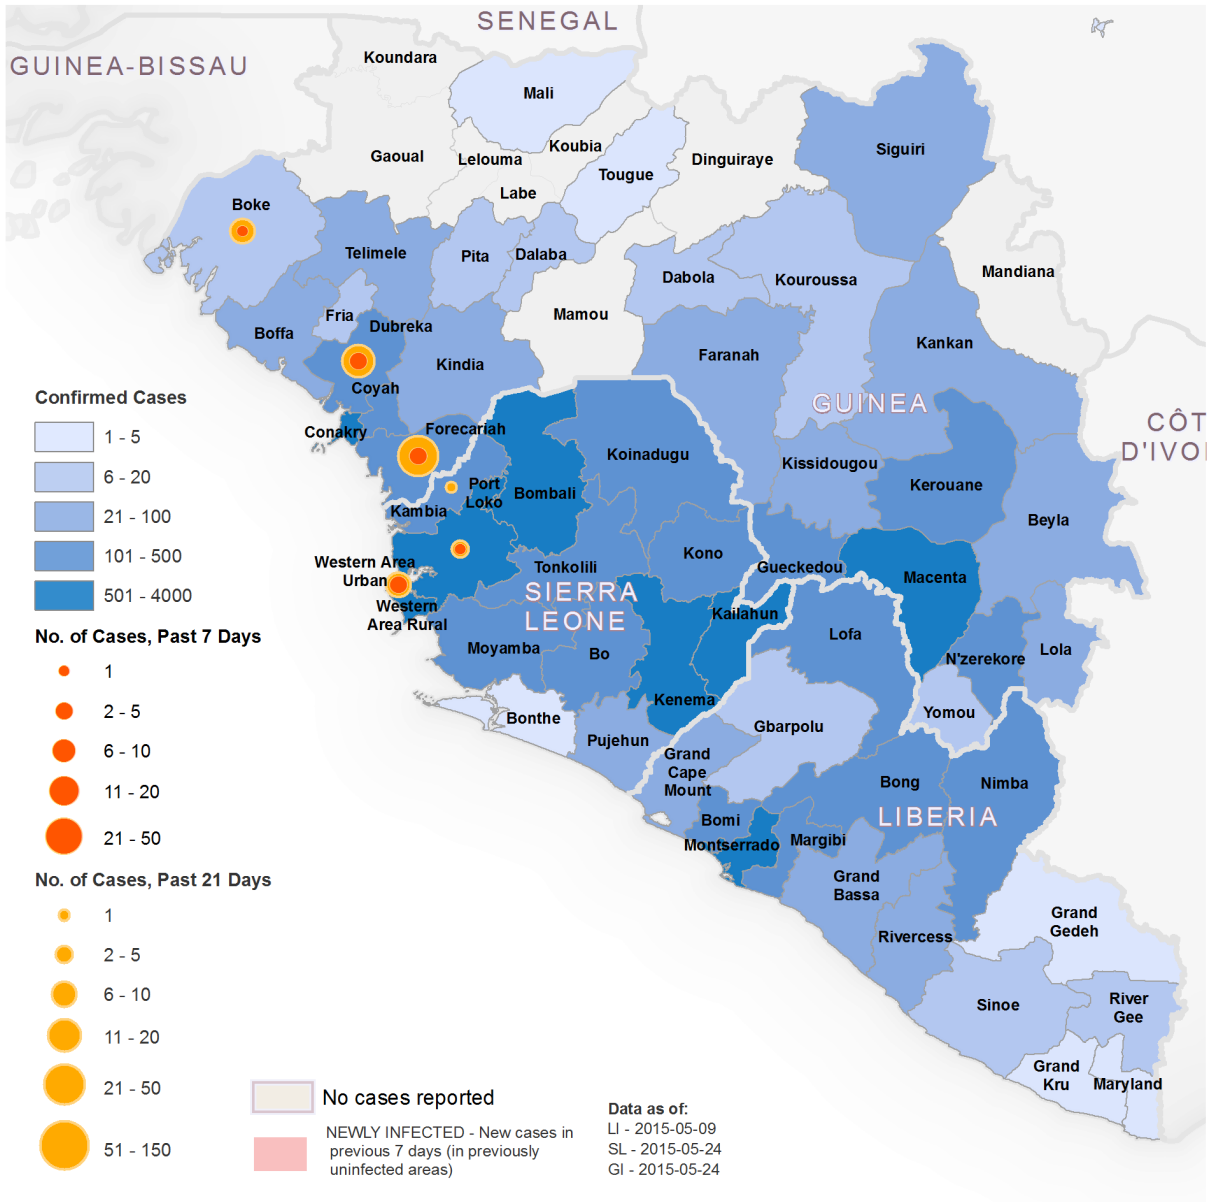 SENEGAL
GUINEA-BISSAU
Koundara
Mali
Koubia
Gaoual
Lelouma
Tougue
Dinguiraye
Siguiri
Labe
Boke
Telimele
Pita
Dalaba
Dabola
Kouroussa
Mandiana
Mamou
Fria
Dubreka
Boffa
Kindia
Faranah
Kankan
Coyah
GUINEA
CÔT
D'IVOI
Conakry
Forecariah
Koinadugu
Kissidougou
Kerouane
Port
Loko
Bombali
Kambia
Beyla
Kono
Western Area
Urban
Tonkolili
Gueckedou
Macenta
SIERRA
LEONE
Western
Area Rural
Kailahun
Lofa
Moyamba
Bo
N'zerekore
Lola
Kenema
Bonthe
Yomou
Gbarpolu
Pujehun
Grand
Cape
Mount
Bong
Nimba
LIBERIA
Bomi
Montserrado
Margibi
Grand
Bassa
Rivercess
Grand
Gedeh
Sinoe
River
Gee
Grand
Kru
Maryland
Confirmed Cases
1 - 5
6 - 20
21 - 100
101 - 500
501 - 4000
No. of Cases, Past 7 Days
1
2 - 5
6 - 10
11 - 20
21 - 50
No. of Cases, Past 21 Days
1
2 - 5
6 - 10
11 - 20
21 - 50
51 - 150
No cases reported
NEWLY INFECTED - New cases in
previous 7 days (in previously
uninfected areas)
Data as of:
LI - 2015-05-09
SL - 2015-05-24
GI - 2015-05-24